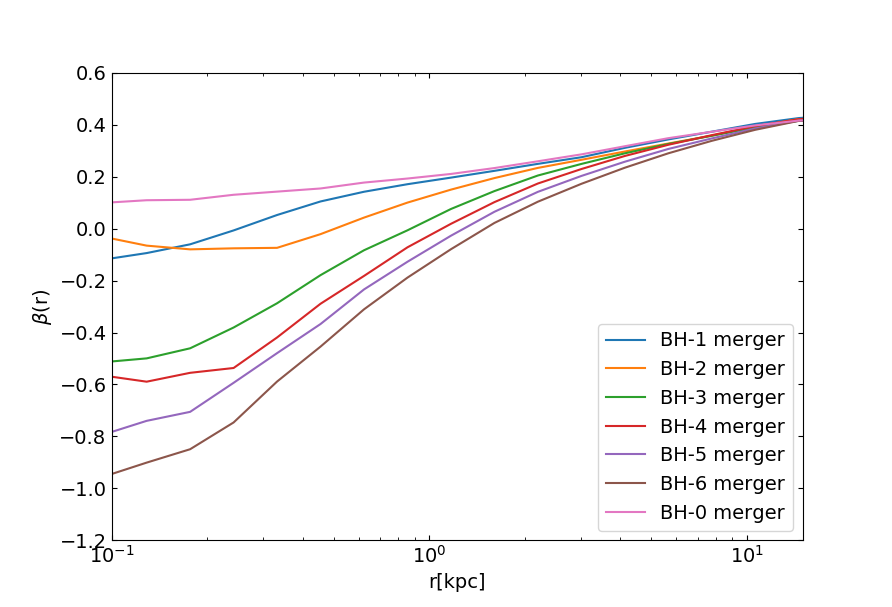 0.6
0.4
0.2
0.0
−0.2
−0.4
−0.6
−0.8
−1.0
−1.2
β(r)
BH-1 merger
BH-2 merger
BH-3 merger
BH-4 merger
BH-5 merger
BH-6 merger
BH-0 merger
10⁻¹ 10⁰ 10¹
r[kpc]